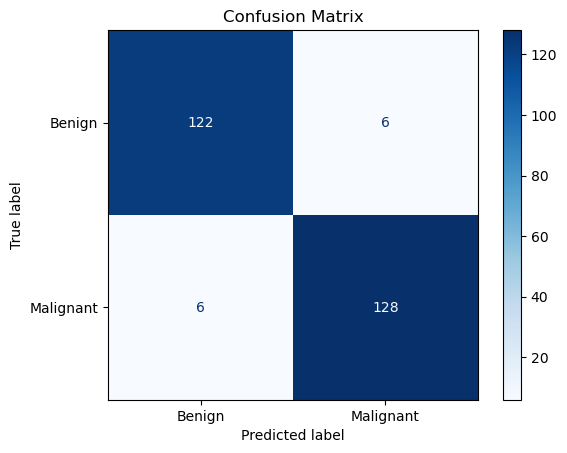 Confusion Matrix
Benign
122
6
120
100
80
60
40
20
True label
Malignant
6
128
Benign
Malignant
Predicted label